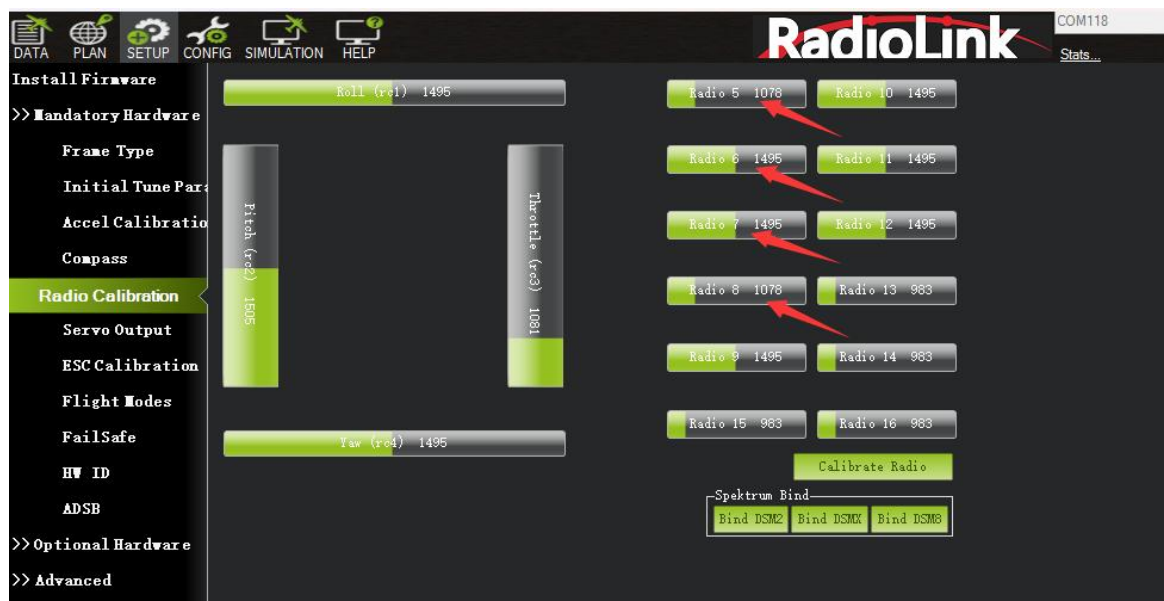 DATA PLAN SETUP CONFIG SIMULATION HELP
RadioLink
COM118
Stats...
Install Firmware
>> Mandatory Hardware
Frame Type
Initial Tune Para
Accel Calibratio
Compass
Radio Calibration
Servo Output
ESC Calibration
Flight Modes
FailSafe
HW ID
ADSB
>> Optional Hardware
>> Advanced
Roll (rc1) 1495
Pitch (rc2) 1505
Throttle (rc3) 1081
Yaw (rc4) 1495
Radio 5 1078
Radio 10 1495
Radio 6 1495
Radio 11 1495
Radio 7 1495
Radio 12 1495
Radio 8 1078
Radio 13 983
Radio 9 1495
Radio 14 983
Radio 15 983
Radio 16 983
Calibrate Radio
Spektrum Bind
Bind DSM2 Bind DSMX Bind DSM8